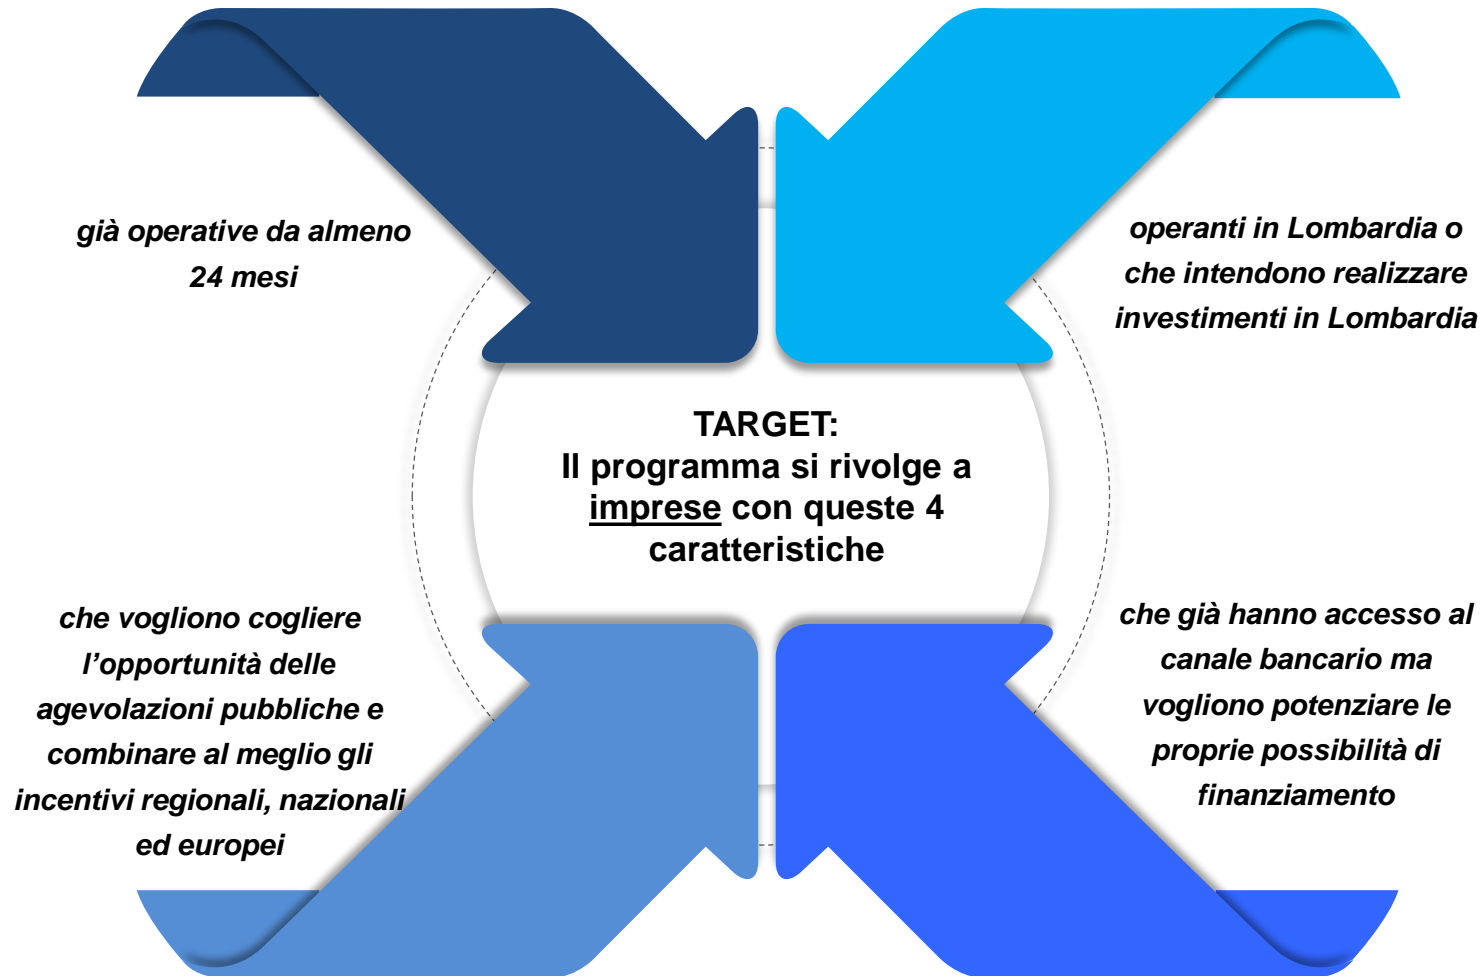 già operative da almeno
24 mesi
operanti in Lombardia o
che intendono realizzare
investimenti in Lombardia
TARGET:
Il programma si rivolge a
imprese con queste 4
caratteristiche
che vogliono cogliere
l’opportunità delle
agevolazioni pubbliche e
combinare al meglio gli
incentivi regionali, nazionali
ed europei
che già hanno accesso al
canale bancario ma
vogliono potenziare le
proprie possibilità di
finanziamento